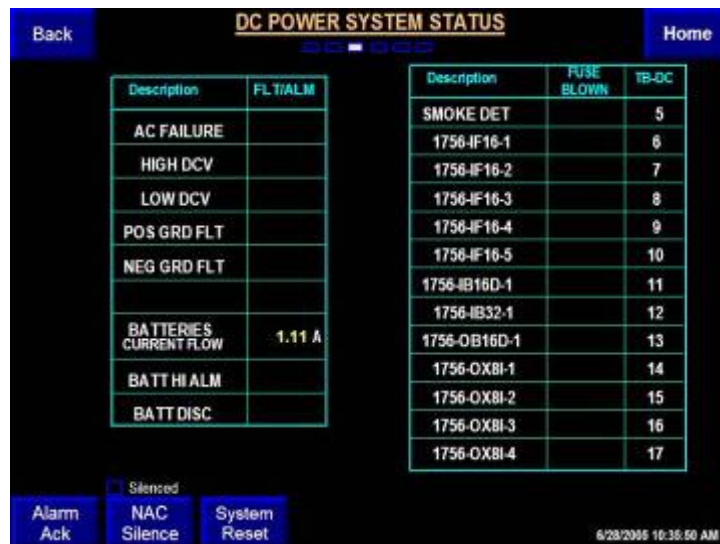 Back
DC POWER SYSTEM STATUS
Home
Description FLT/ALM
AC FAILURE
HIGH DCV
LOW DCV
POS GRD FLT
NEG GRD FLT
BATTERIES
CURRENT FLOW 1.11 A
BATT HI ALM
BATT DISC
Description FUSE BLOWN TB-DC
SMOKE DET 5
1756-IF16-1 6
1756-IF16-2 7
1756-IF16-3 8
1756-IF16-4 9
1756-IF16-5 10
1756-IB16D-1 11
1756-IB32-1 12
1756-OB16D-1 13
1756-OX8I-1 14
1756-OX8I-2 15
1756-OX8I-3 16
1756-OX8I-4 17
Silenced
Alarm Ack
NAC Silence
System Reset
6/28/2005 10:35:50 AM